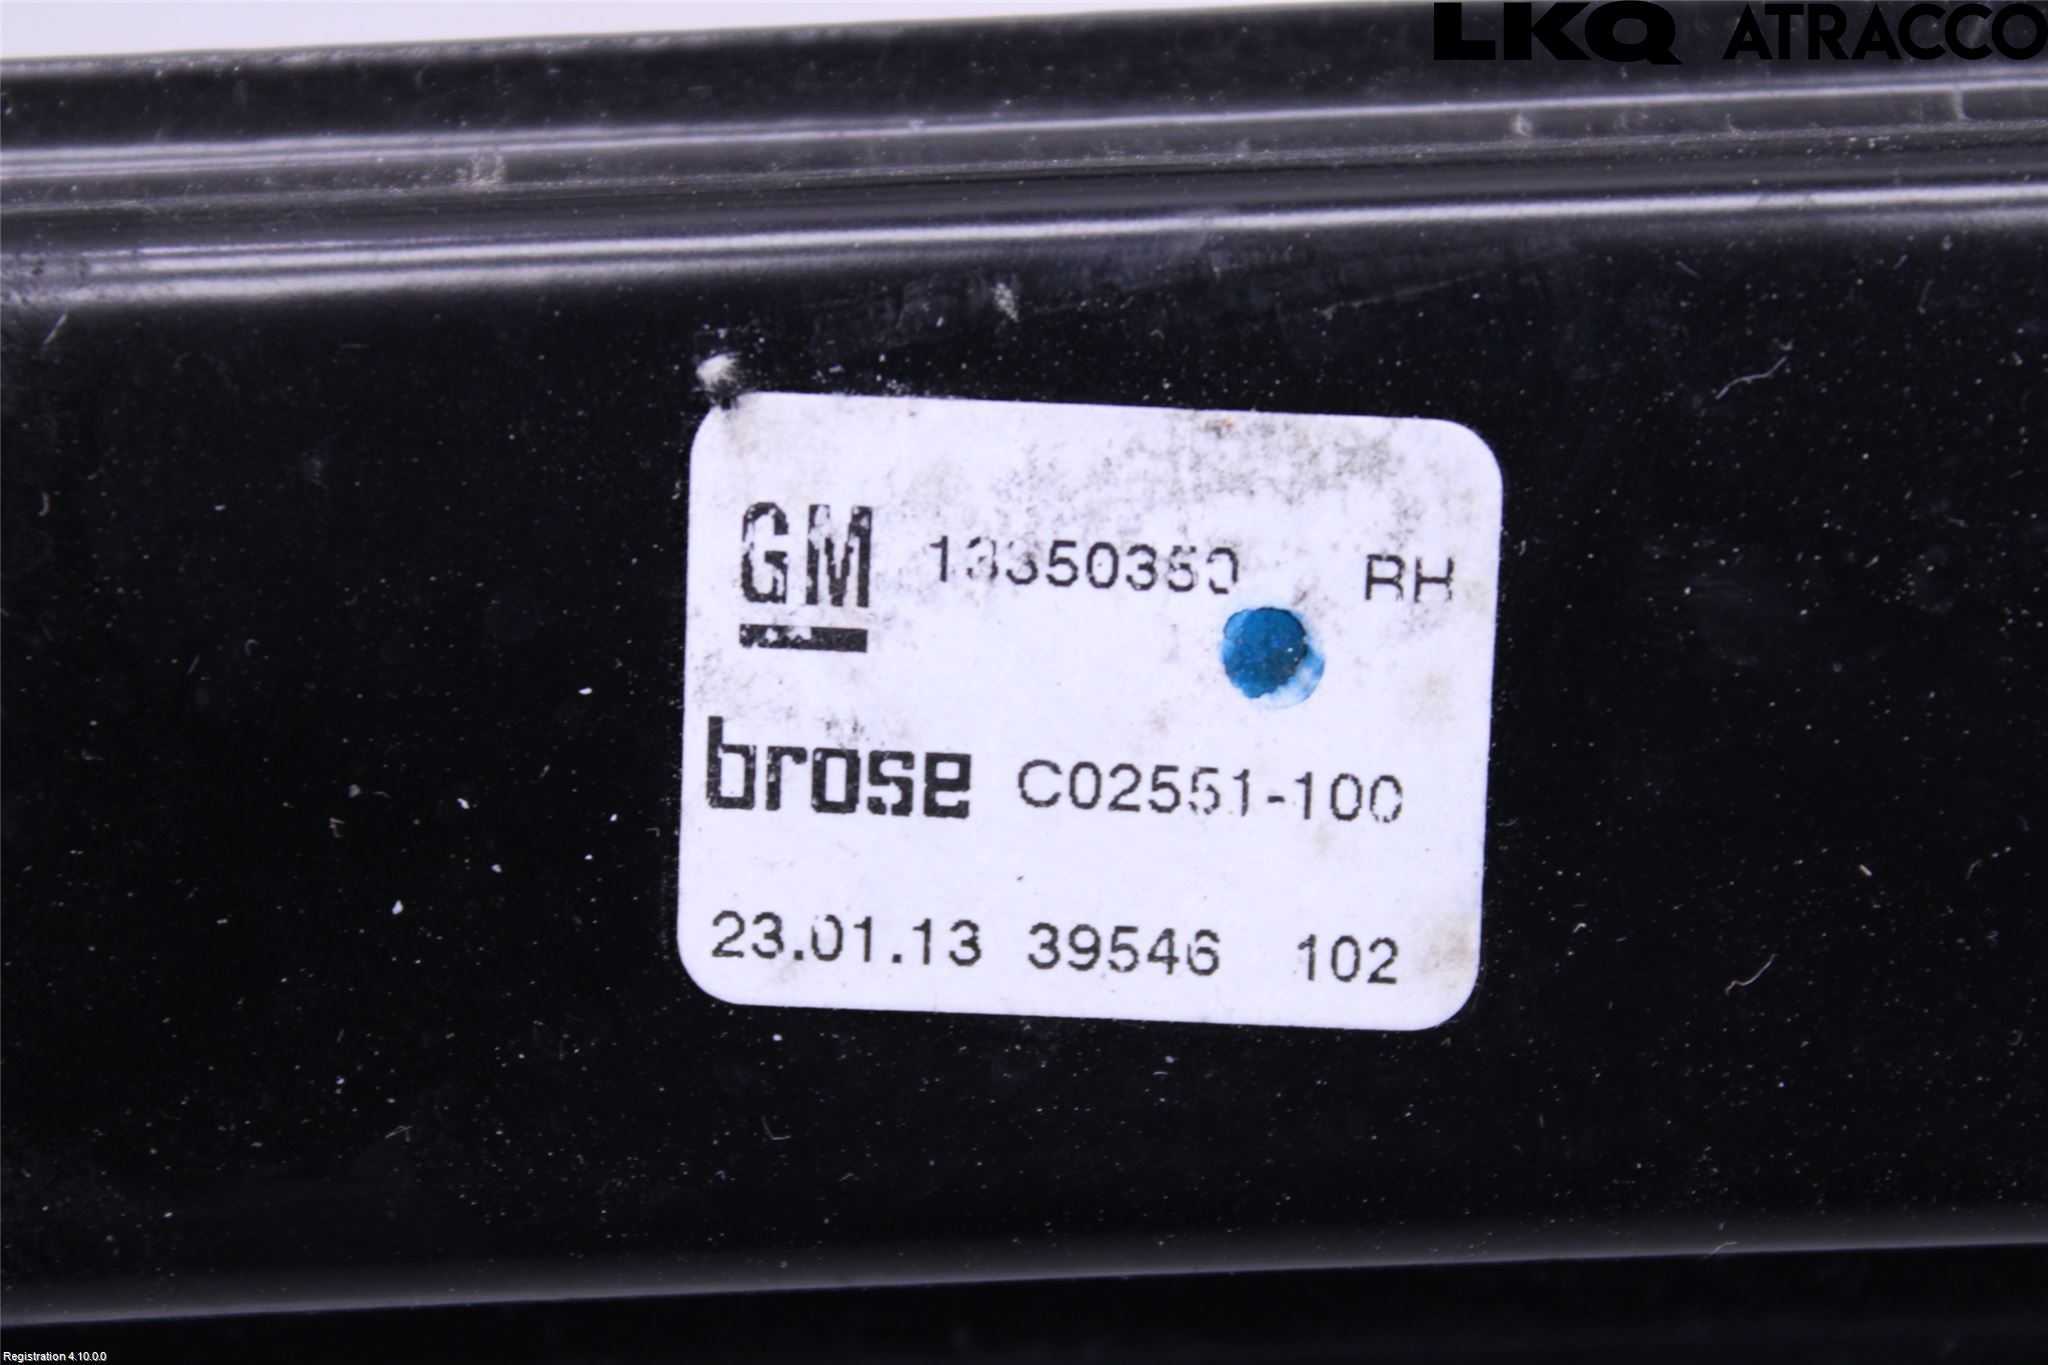 LKQ ATRACCO
GM 13350350 RH
brose C02551-100
23.01.13 39546 102
Registration 4.10.0.0